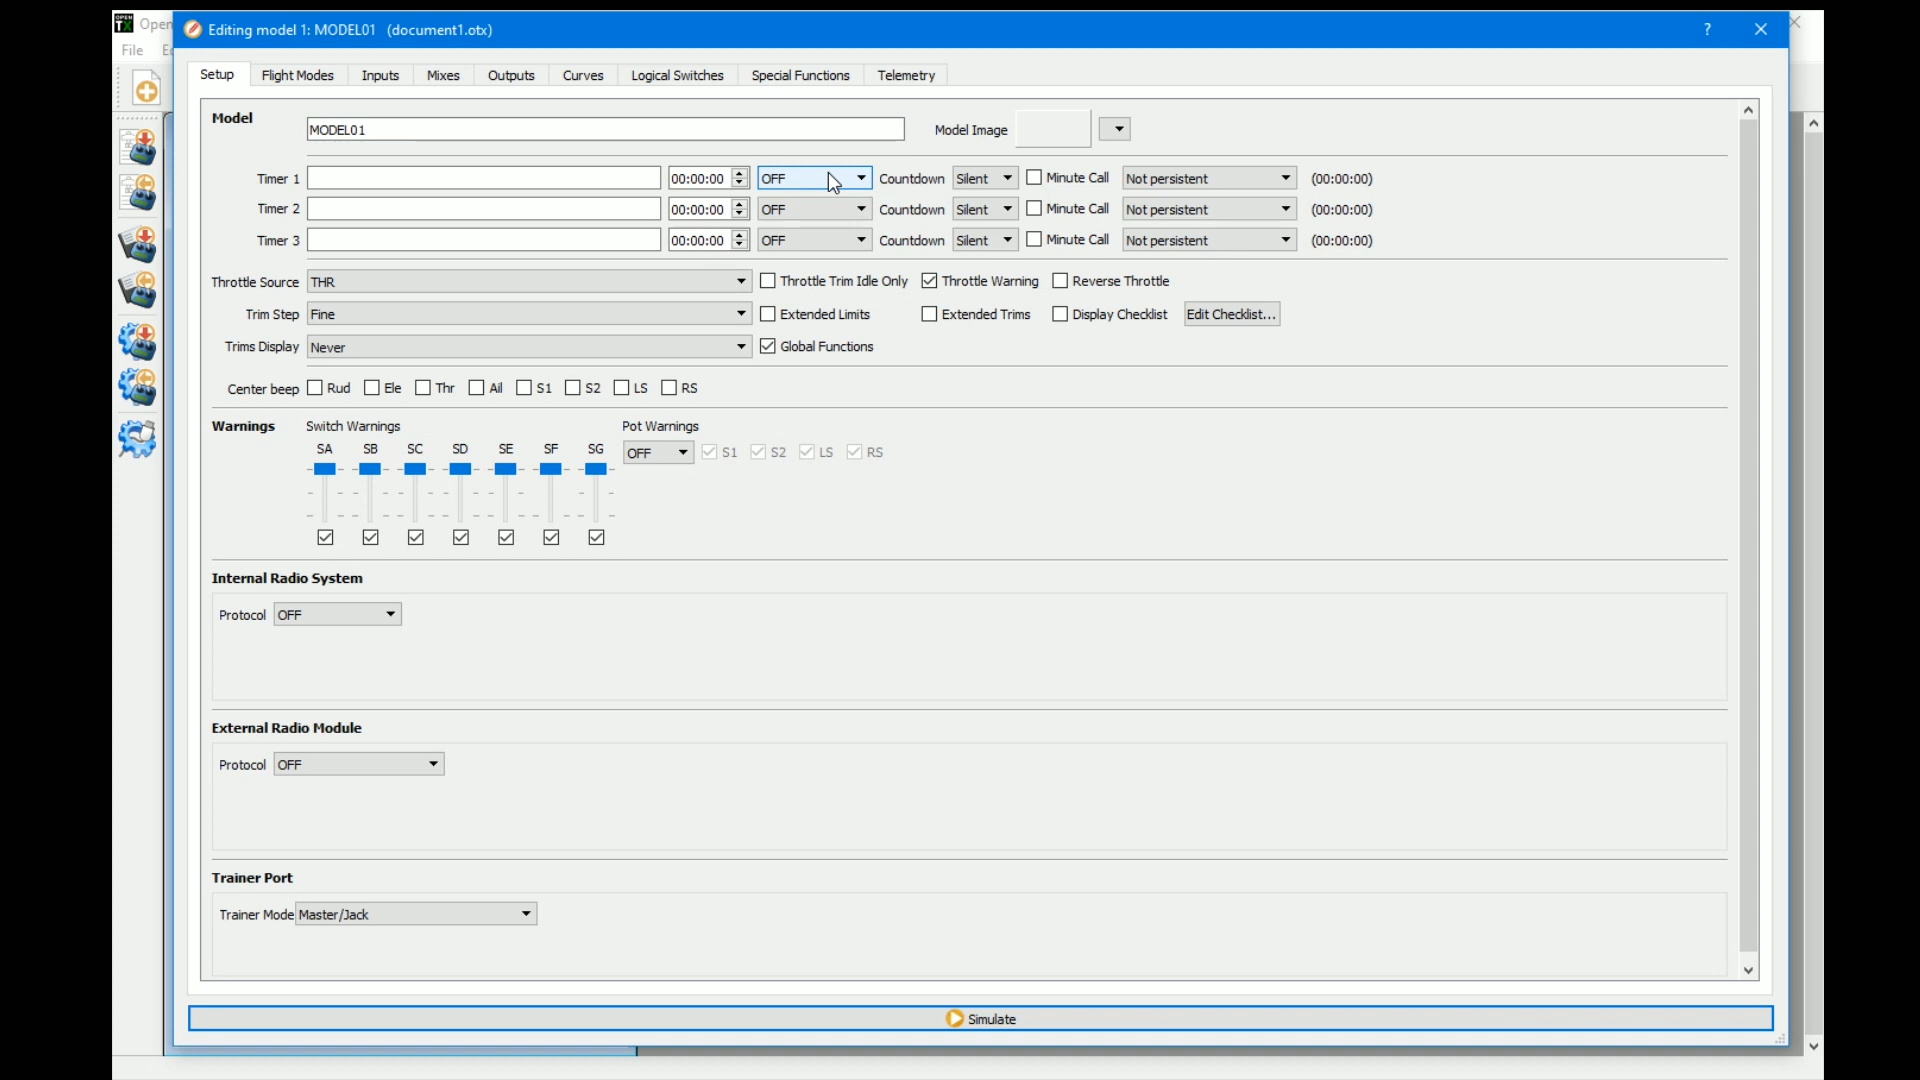 OPEN TX Open
Editing model 1: MODEL01 (document1.otx) ?
File E
Setup Flight Modes Inputs Mixes Outputs Curves Logical Switches Special Functions Telemetry
Model MODEL01 Model Image
Timer 1 00:00:00 OFF Countdown Silent Minute Call Not persistent (00:00:00)
Timer 2 00:00:00 OFF Countdown Silent Minute Call Not persistent (00:00:00)
Timer 3 00:00:00 OFF Countdown Silent Minute Call Not persistent (00:00:00)
Throttle Source THR Throttle Trim Idle Only Throttle Warning Reverse Throttle
Trim Step Fine Extended Limits Extended Trims Display Checklist Edit Checklist...
Trims Display Never Global Functions
Center beep Rud Ele Thr Ail S1 S2 LS RS
Warnings Switch Warnings Pot Warnings
SA SB SC SD SE SF SG
OFF S1 S2 LS RS
Internal Radio System
Protocol OFF
External Radio Module
Protocol OFF
Trainer Port
Trainer Mode Master/Jack
Simulate